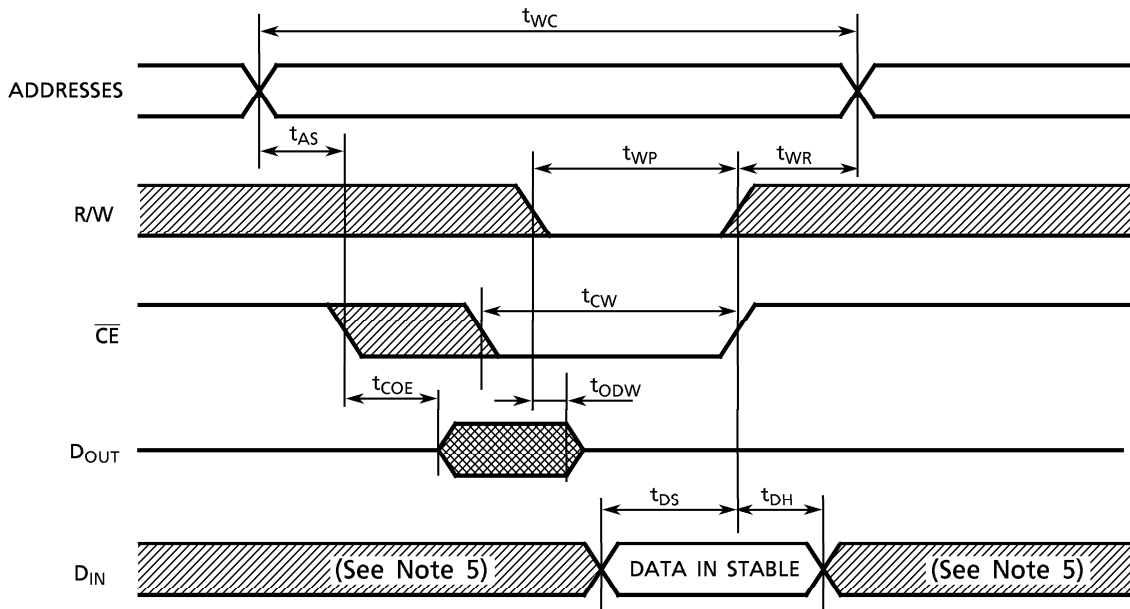 tWC
ADDRESSES
tAS
tWP
tWR
R/W
tCW
CE
tCOE
tODW
DOUT
tDS
tDH
DIN
(See Note 5)
DATA IN STABLE
(See Note 5)